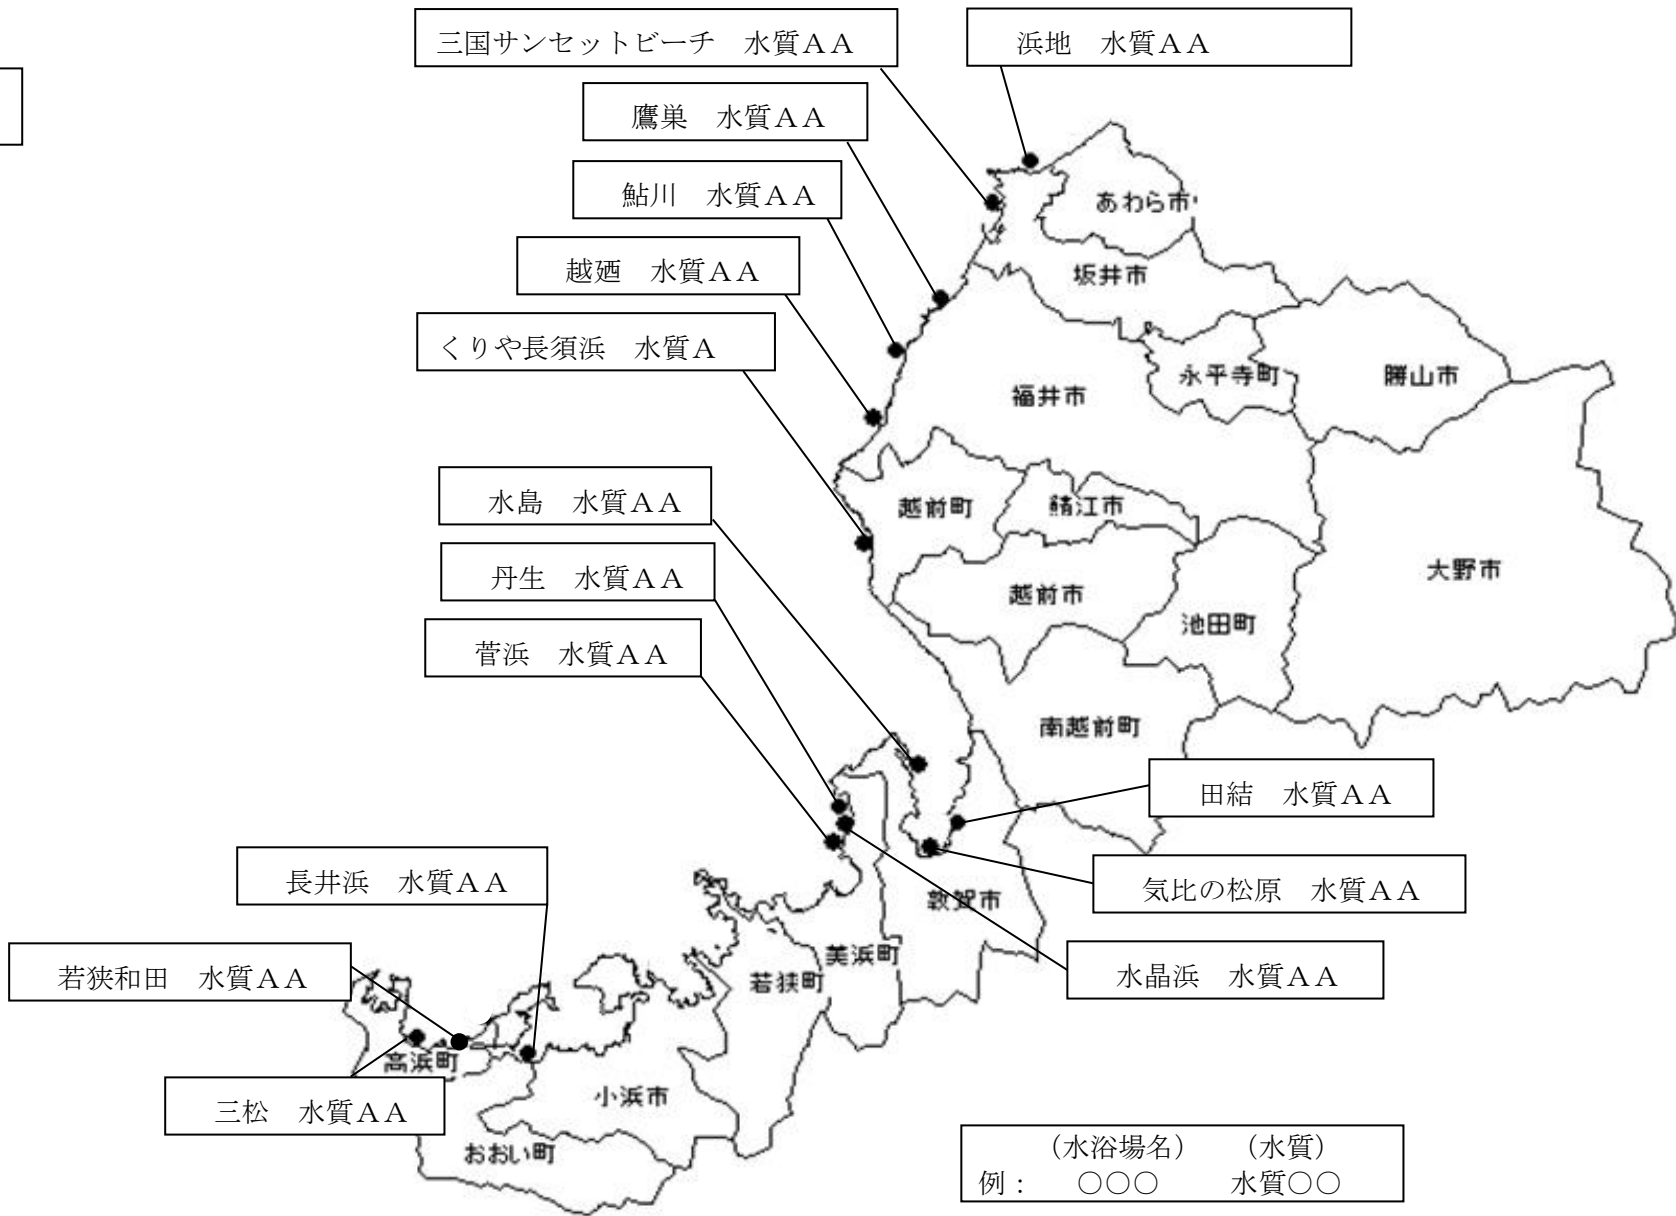 三国サンセットビーチ　水質ＡＡ
浜地　水質ＡＡ
鷹巣　水質ＡＡ
鮎川　水質ＡＡ
越廼　水質ＡＡ
くりや長須浜　水質Ａ
あわら市
坂井市
永平寺町
勝山市
福井市
水島　水質ＡＡ
越前町
鯖江市
丹生　水質ＡＡ
大野市
越前市
池田町
菅浜　水質ＡＡ
南越前町
田結　水質ＡＡ
長井浜　水質ＡＡ
気比の松原　水質ＡＡ
敦賀市
美浜町
若狭和田　水質ＡＡ
若狭町
水晶浜　水質ＡＡ
高浜町
小浜市
三松　水質ＡＡ
おおい町
（水浴場名）　（水質）
例：　○○○　水質○○